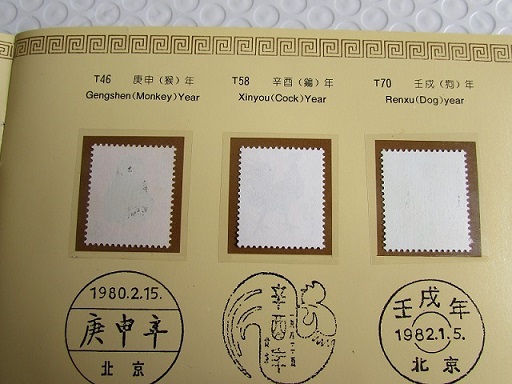 T46 庚申（猴）年
Gengshen(Monkey)Year
T58 辛酉（鷄）年
Xinyou(Cock)Year
T70 壬戌（狗）年
Renxu(Dog)year
1980.2.15.
庚申年
北京
辛酉年
壬戌年
1982.1.5.
北京